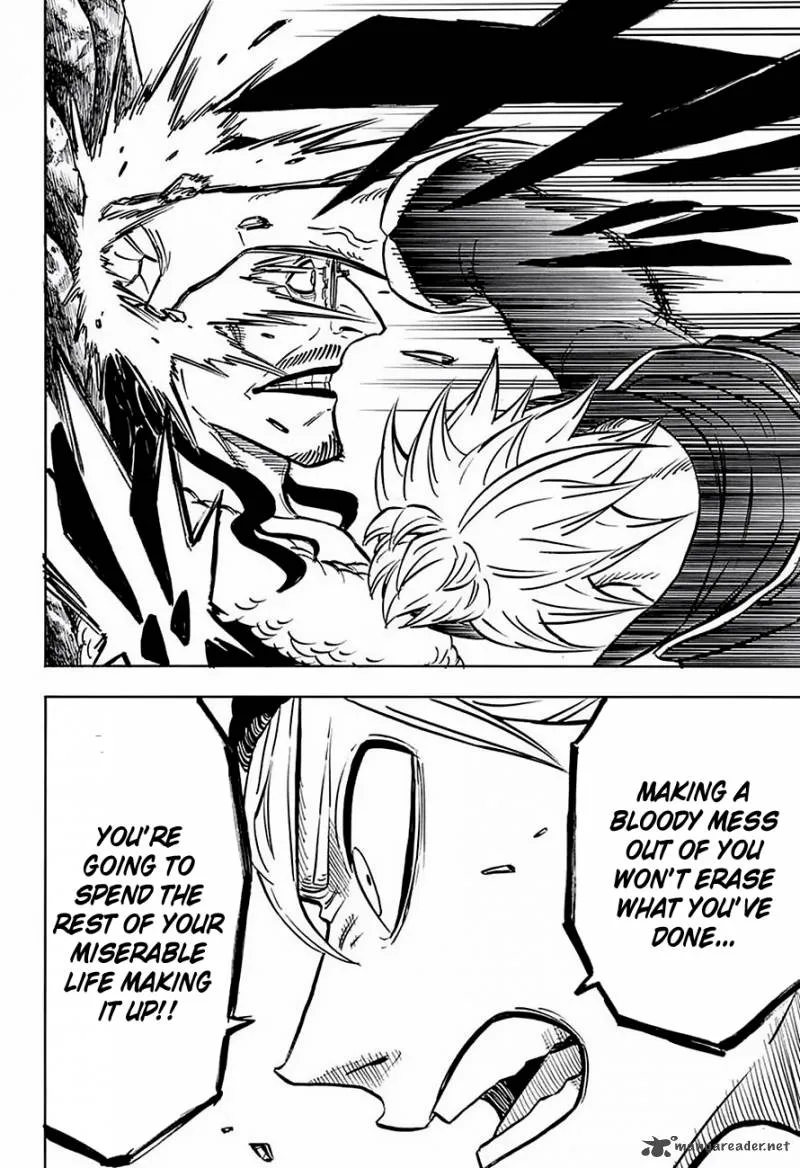 MAKING A
BLOODY MESS
OUT OF YOU
WON'T ERASE
WHAT YOU'VE
DONE...
YOU'RE
GOING TO
SPEND THE
REST OF YOUR
MISERABLE
LIFE MAKING
IT UP!!
mangareader.net